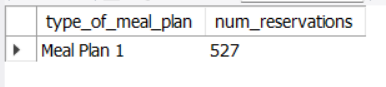 type_of_meal_plan num_reservations
Meal Plan 1 527